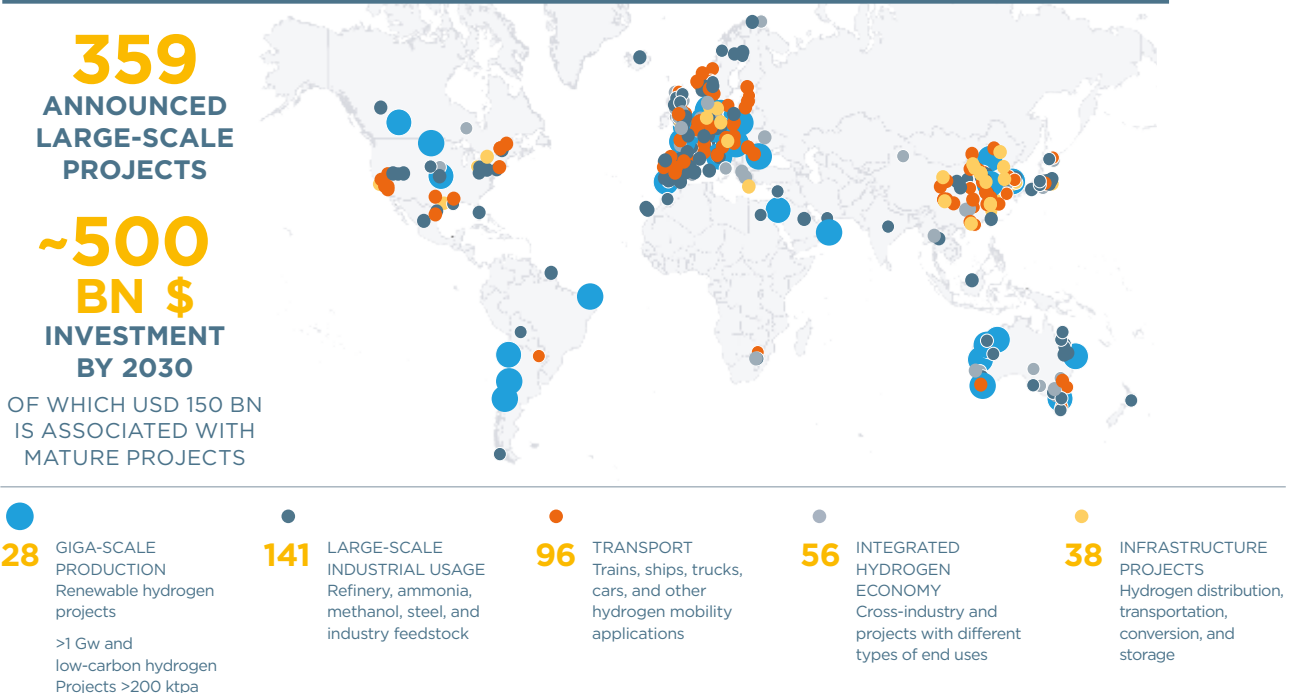 359
ANNOUNCED
LARGE-SCALE
PROJECTS
~500
BN $
INVESTMENT
BY 2030
OF WHICH USD 150 BN
IS ASSOCIATED WITH
MATURE PROJECTS
28
GIGA-SCALE
PRODUCTION
Renewable hydrogen
projects
>1 Gw and
low-carbon hydrogen
Projects >200 ktpa
141
LARGE-SCALE
INDUSTRIAL USAGE
Refinery, ammonia,
methanol, steel, and
industry feedstock
96
TRANSPORT
Trains, ships, trucks,
cars, and other
hydrogen mobility
applications
56
INTEGRATED
HYDROGEN
ECONOMY
Cross-industry and
projects with different
types of end uses
38
INFRASTRUCTURE
PROJECTS
Hydrogen distribution,
transportation,
conversion, and
storage